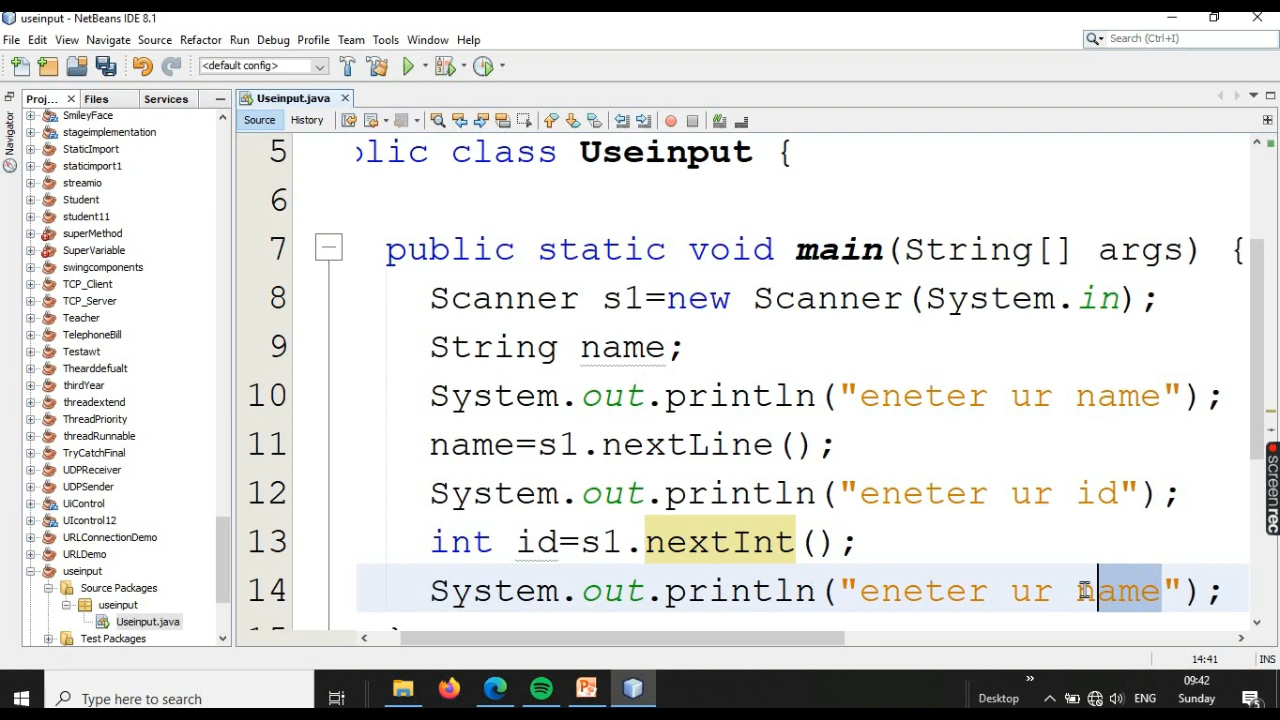 useinput - NetBeans IDE 8.1
File Edit View Navigate Source Refactor Run Debug Profile Team Tools Window Help
Search (Ctrl+I)
<default config>
Proj... Files Services
Useinput.java
Navigator
Source History
SmileyFace
stageimplementation
StaticImport
staticimport1
streamio
Student
student11
superMethod
SuperVariable
swingcomponents
TCP_Client
TCP_Server
Teacher
TelephoneBill
Testawt
Thearddefualt
thirdYear
threadextend
ThreadPriority
threadRunnable
TryCatchFinal
UDPReceiver
UDPSender
UiControl
UIcontrol12
URLConnectionDemo
URLDemo
useinput
Source Packages
useinput
Useinput.java
Test Packages
5 blic class Useinput {
6
7 public static void main(String[] args) {
8 Scanner s1=new Scanner(System.in);
9 String name;
10 System.out.println("eneter ur name");
11 name=s1.nextLine();
12 System.out.println("eneter ur id");
13 int id=s1.nextInt();
14 System.out.println("eneter ur name");
screen rec
14:41 INS
Type here to search
Desktop
ENG
09:42
Sunday
5